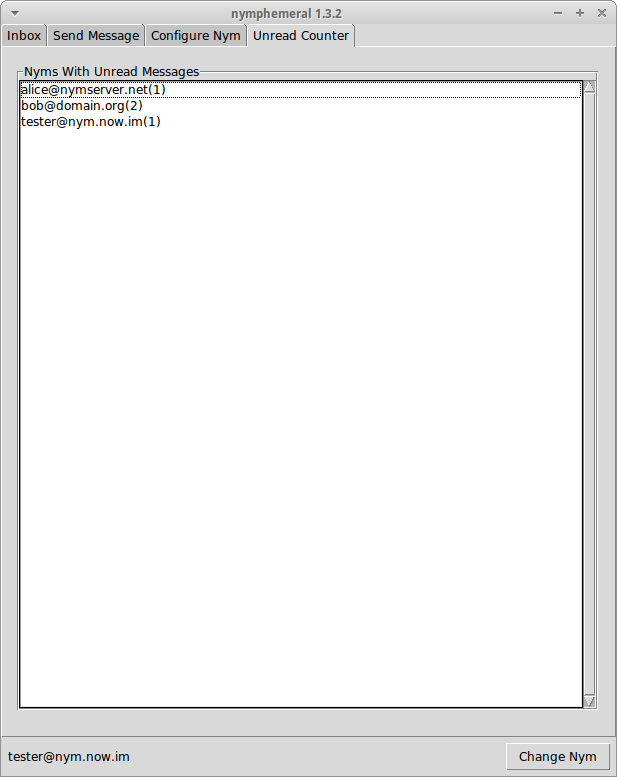 nymphemeral 1.3.2
Inbox Send Message Configure Nym Unread Counter
Nyms With Unread Messages
alice@nymserver.net(1)
bob@domain.org(2)
tester@nym.now.im(1)
tester@nym.now.im Change Nym